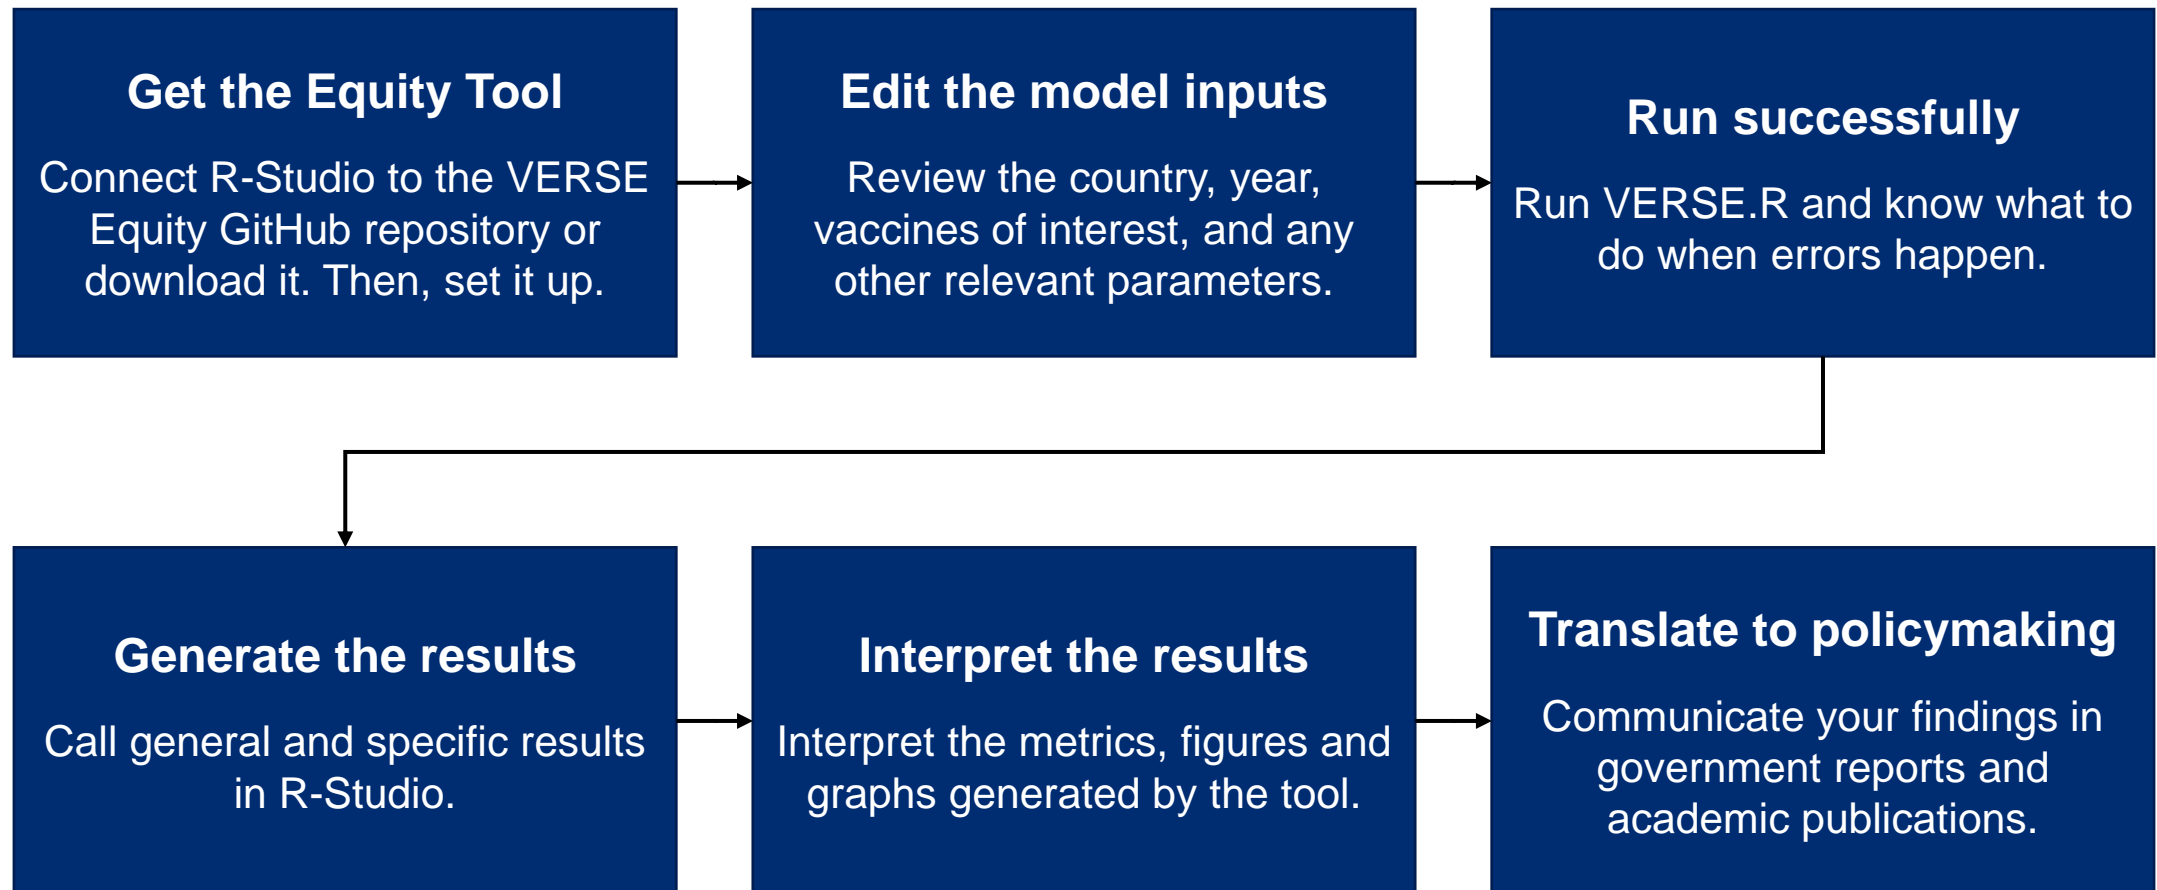 Get the Equity Tool
Connect R-Studio to the VERSE
Equity GitHub repository or
download it. Then, set it up.
Edit the model inputs
Review the country, year,
vaccines of interest, and any
other relevant parameters.
Run successfully
Run VERSE.R and know what to
do when errors happen.
Generate the results
Call general and specific results
in R-Studio.
Interpret the results
Interpret the metrics, figures and
graphs generated by the tool.
Translate to policymaking
Communicate your findings in
government reports and
academic publications.